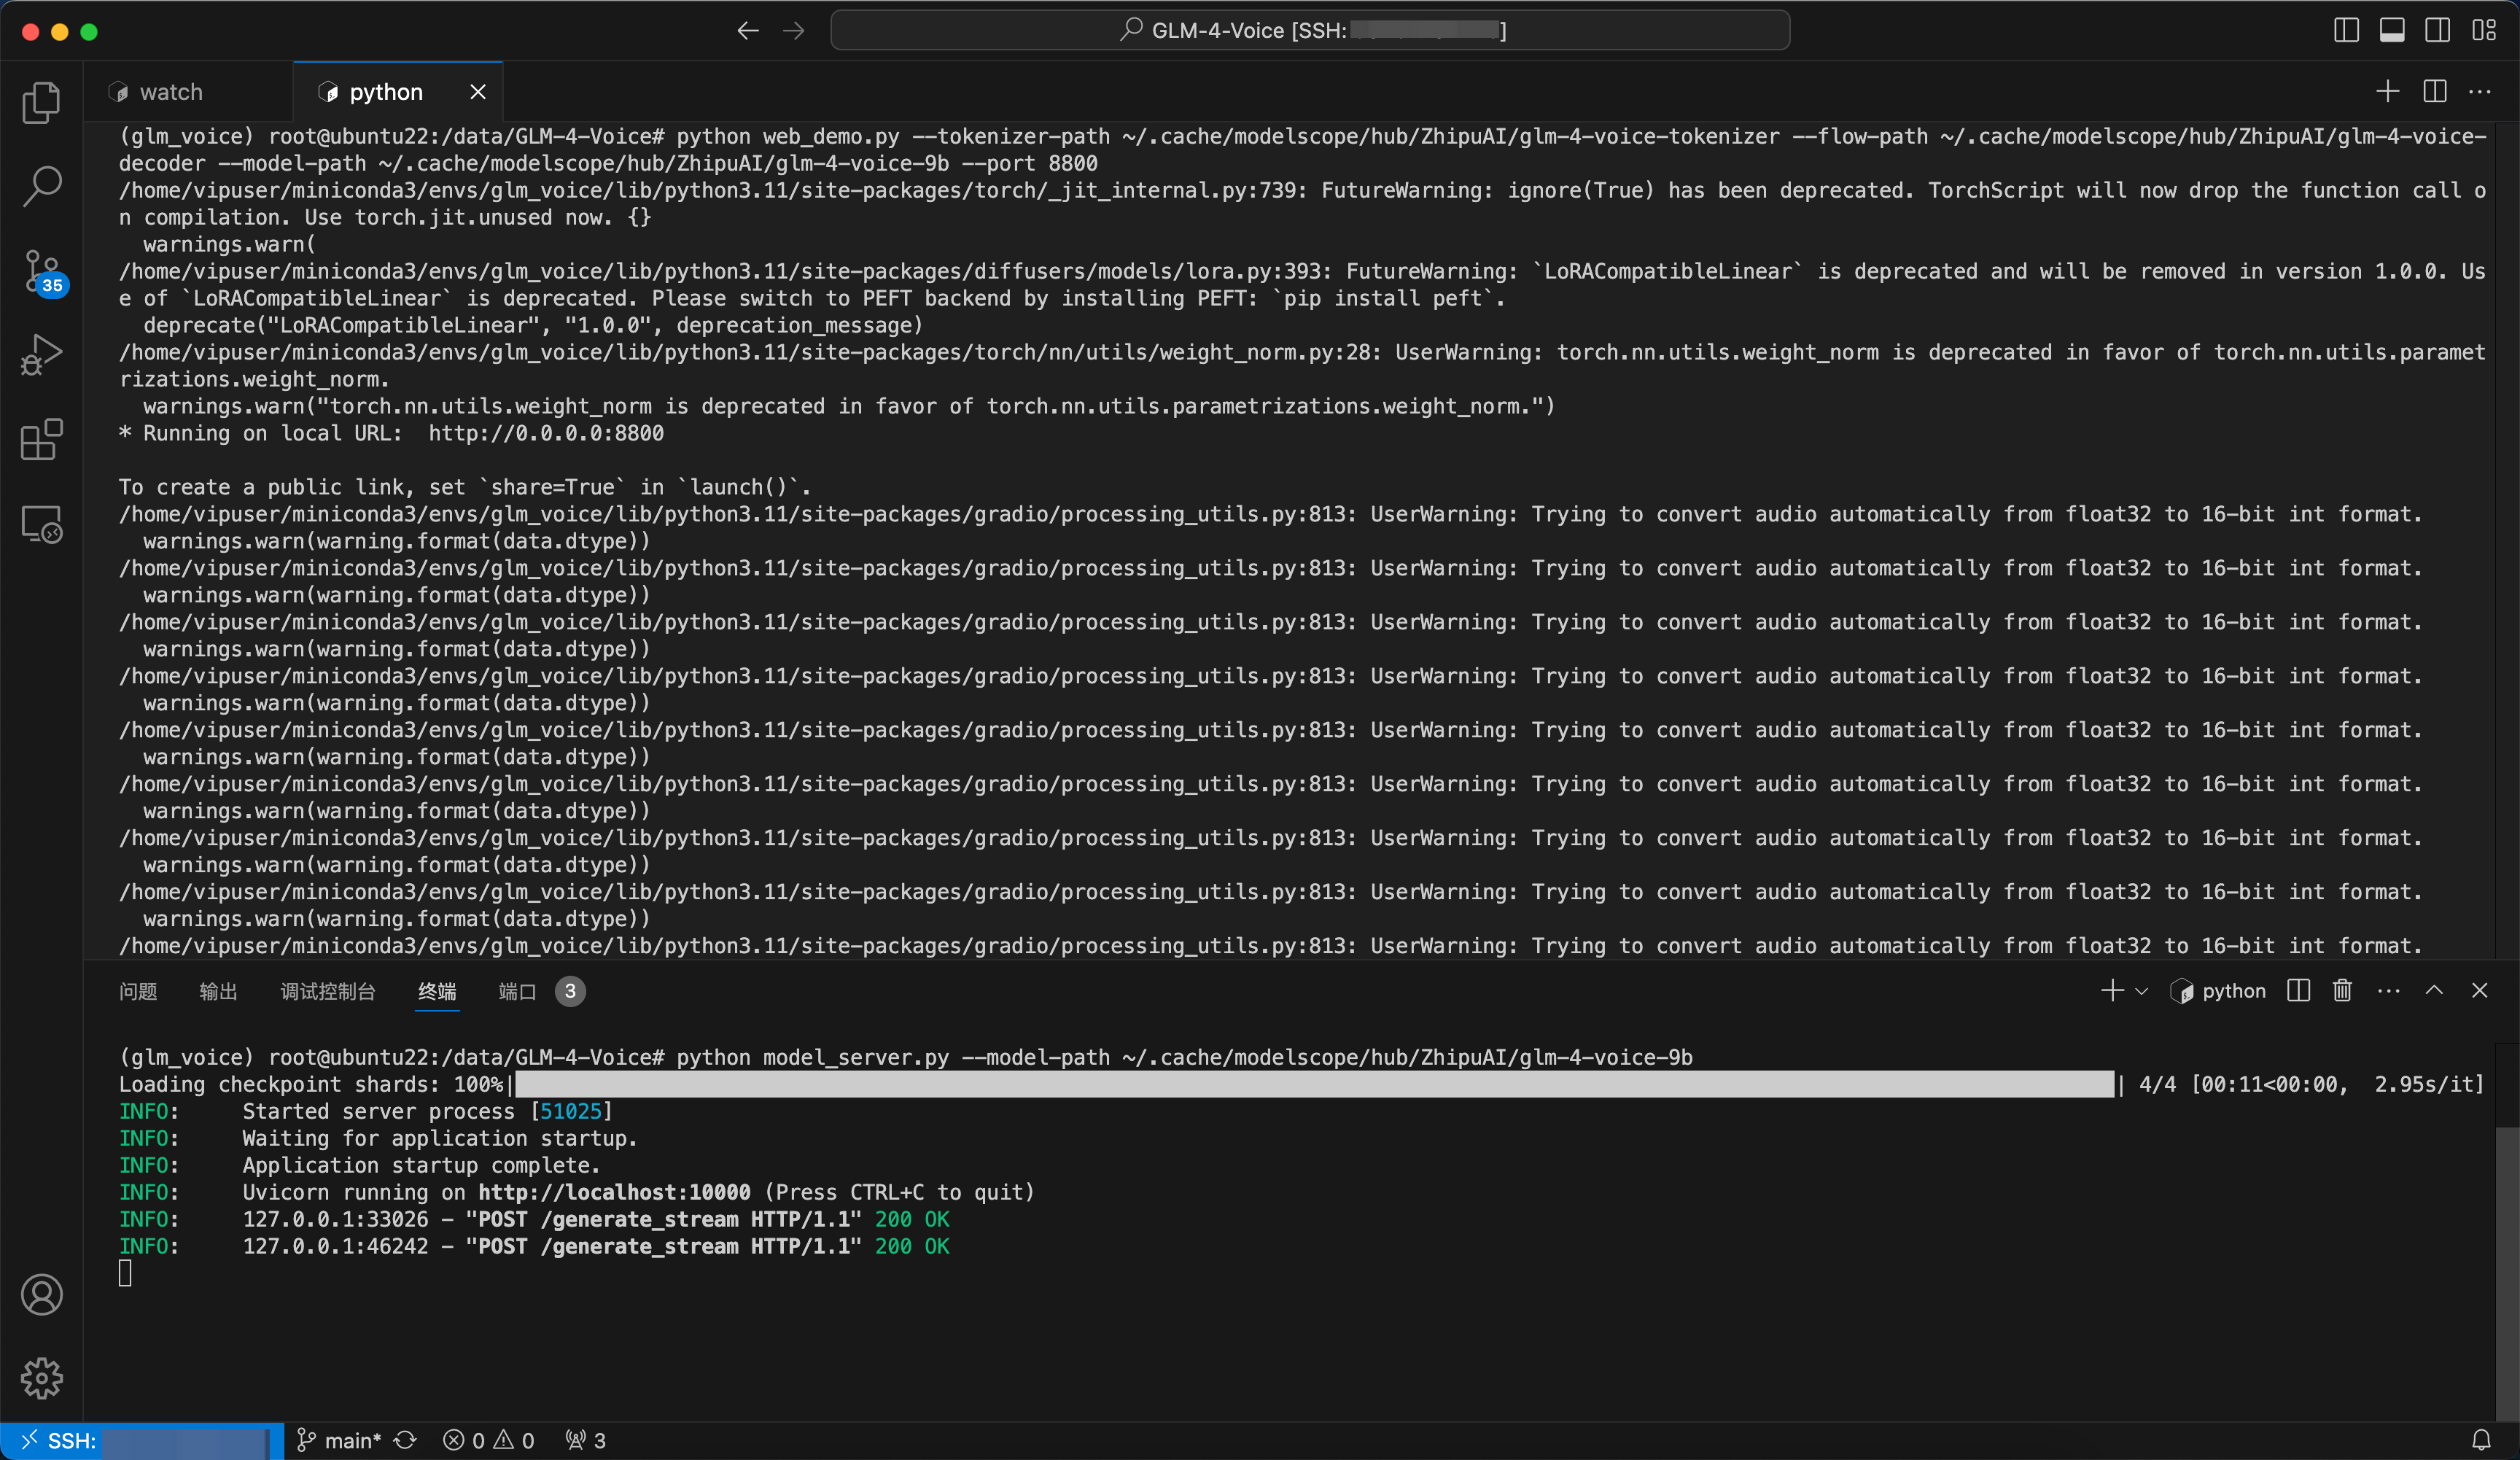 GLM-4-Voice [SSH: ]
watch
python
(glm_voice) root@ubuntu22:/data/GLM-4-Voice# python web_demo.py --tokenizer-path ~/.cache/modelscope/hub/ZhipuAI/glm-4-voice-tokenizer --flow-path ~/.cache/modelscope/hub/ZhipuAI/glm-4-voice-
decoder --model-path ~/.cache/modelscope/hub/ZhipuAI/glm-4-voice-9b --port 8800
/home/vipuser/miniconda3/envs/glm_voice/lib/python3.11/site-packages/torch/_jit_internal.py:739: FutureWarning: ignore(True) has been deprecated. TorchScript will now drop the function call o
n compilation. Use torch.jit.unused now. {}
warnings.warn(
/home/vipuser/miniconda3/envs/glm_voice/lib/python3.11/site-packages/diffusers/models/lora.py:393: FutureWarning: `LoRACompatibleLinear` is deprecated and will be removed in version 1.0.0. Us
e of `LoRACompatibleLinear` is deprecated. Please switch to PEFT backend by installing PEFT: `pip install peft`.
deprecate("LoRACompatibleLinear", "1.0.0", deprecation_message)
/home/vipuser/miniconda3/envs/glm_voice/lib/python3.11/site-packages/torch/nn/utils/weight_norm.py:28: UserWarning: torch.nn.utils.weight_norm is deprecated in favor of torch.nn.utils.paramet
rizations.weight_norm.
warnings.warn("torch.nn.utils.weight_norm is deprecated in favor of torch.nn.utils.parametrizations.weight_norm.")
* Running on local URL:  http://0.0.0.0:8800
To create a public link, set `share=True` in `launch()`.
/home/vipuser/miniconda3/envs/glm_voice/lib/python3.11/site-packages/gradio/processing_utils.py:813: UserWarning: Trying to convert audio automatically from float32 to 16-bit int format.
warnings.warn(warning.format(data.dtype))
/home/vipuser/miniconda3/envs/glm_voice/lib/python3.11/site-packages/gradio/processing_utils.py:813: UserWarning: Trying to convert audio automatically from float32 to 16-bit int format.
warnings.warn(warning.format(data.dtype))
/home/vipuser/miniconda3/envs/glm_voice/lib/python3.11/site-packages/gradio/processing_utils.py:813: UserWarning: Trying to convert audio automatically from float32 to 16-bit int format.
warnings.warn(warning.format(data.dtype))
/home/vipuser/miniconda3/envs/glm_voice/lib/python3.11/site-packages/gradio/processing_utils.py:813: UserWarning: Trying to convert audio automatically from float32 to 16-bit int format.
warnings.warn(warning.format(data.dtype))
/home/vipuser/miniconda3/envs/glm_voice/lib/python3.11/site-packages/gradio/processing_utils.py:813: UserWarning: Trying to convert audio automatically from float32 to 16-bit int format.
warnings.warn(warning.format(data.dtype))
/home/vipuser/miniconda3/envs/glm_voice/lib/python3.11/site-packages/gradio/processing_utils.py:813: UserWarning: Trying to convert audio automatically from float32 to 16-bit int format.
warnings.warn(warning.format(data.dtype))
/home/vipuser/miniconda3/envs/glm_voice/lib/python3.11/site-packages/gradio/processing_utils.py:813: UserWarning: Trying to convert audio automatically from float32 to 16-bit int format.
warnings.warn(warning.format(data.dtype))
/home/vipuser/miniconda3/envs/glm_voice/lib/python3.11/site-packages/gradio/processing_utils.py:813: UserWarning: Trying to convert audio automatically from float32 to 16-bit int format.
warnings.warn(warning.format(data.dtype))
/home/vipuser/miniconda3/envs/glm_voice/lib/python3.11/site-packages/gradio/processing_utils.py:813: UserWarning: Trying to convert audio automatically from float32 to 16-bit int format.
35
问题 输出 调试控制台 终端 端口 3
python
(glm_voice) root@ubuntu22:/data/GLM-4-Voice# python model_server.py --model-path ~/.cache/modelscope/hub/ZhipuAI/glm-4-voice-9b
Loading checkpoint shards: 100%| | 4/4 [00:11<00:00,  2.95s/it]
INFO:     Started server process [51025]
INFO:     Waiting for application startup.
INFO:     Application startup complete.
INFO:     Uvicorn running on http://localhost:10000 (Press CTRL+C to quit)
INFO:     127.0.0.1:33026 - "POST /generate_stream HTTP/1.1" 200 OK
INFO:     127.0.0.1:46242 - "POST /generate_stream HTTP/1.1" 200 OK
SSH: main* 0 0 3